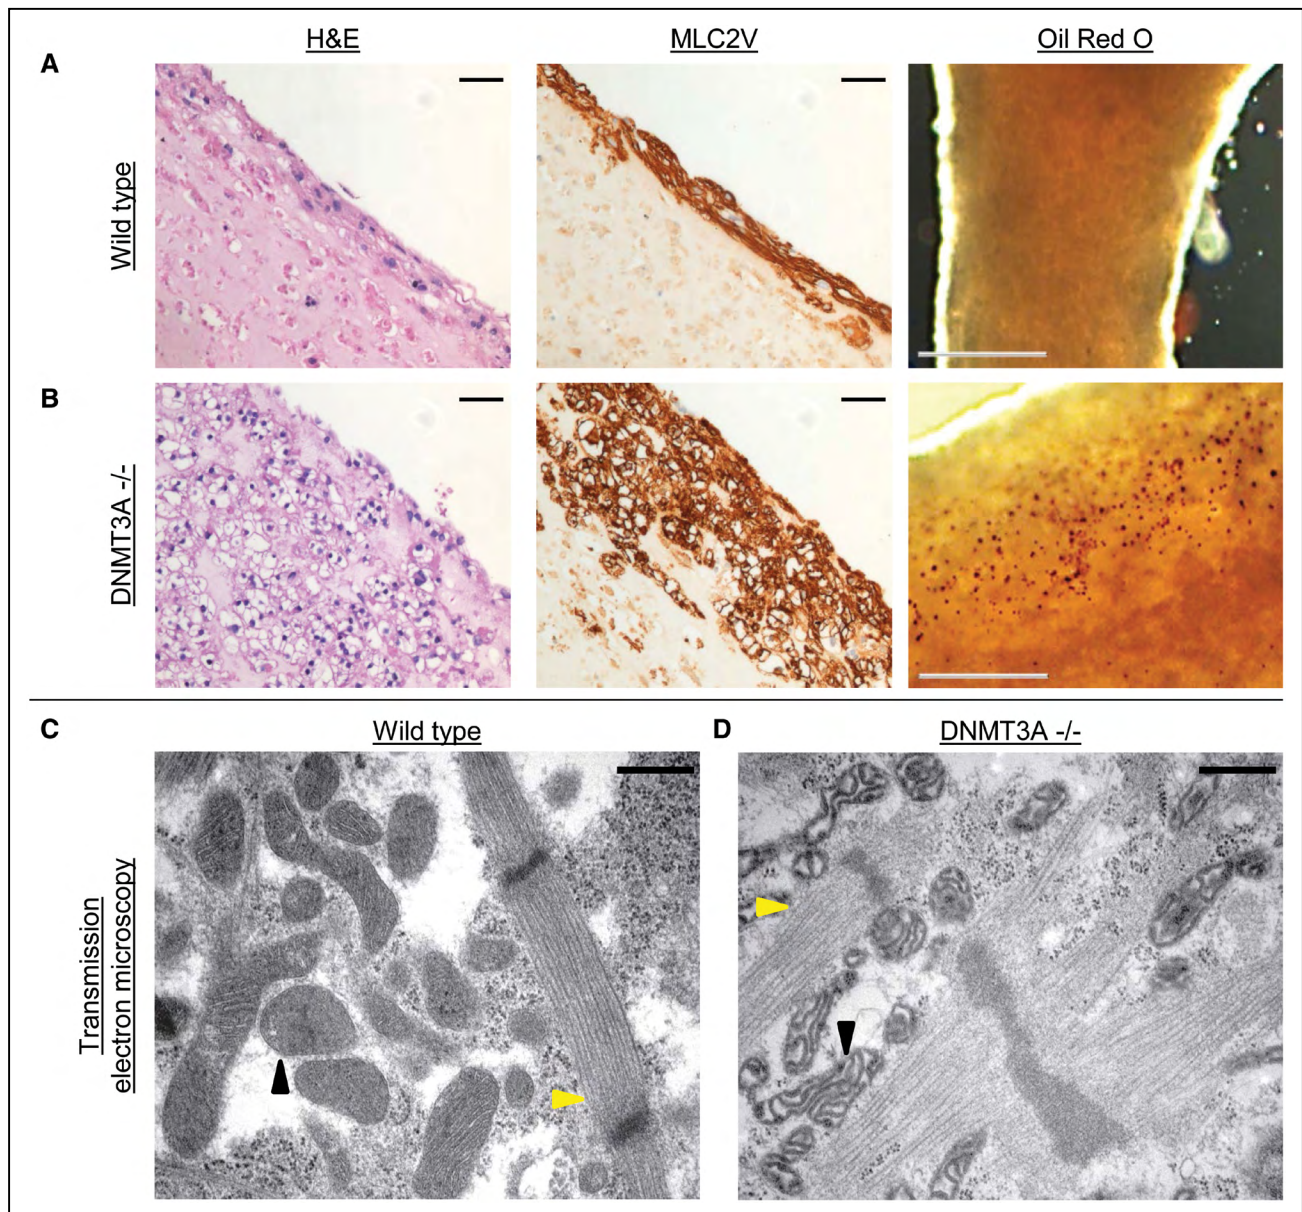 H&E
MLC2V
Oil Red O
A
Wild type
B
DNMT3A -/-
C
Wild type
D
DNMT3A -/-
Transmission
electron microscopy